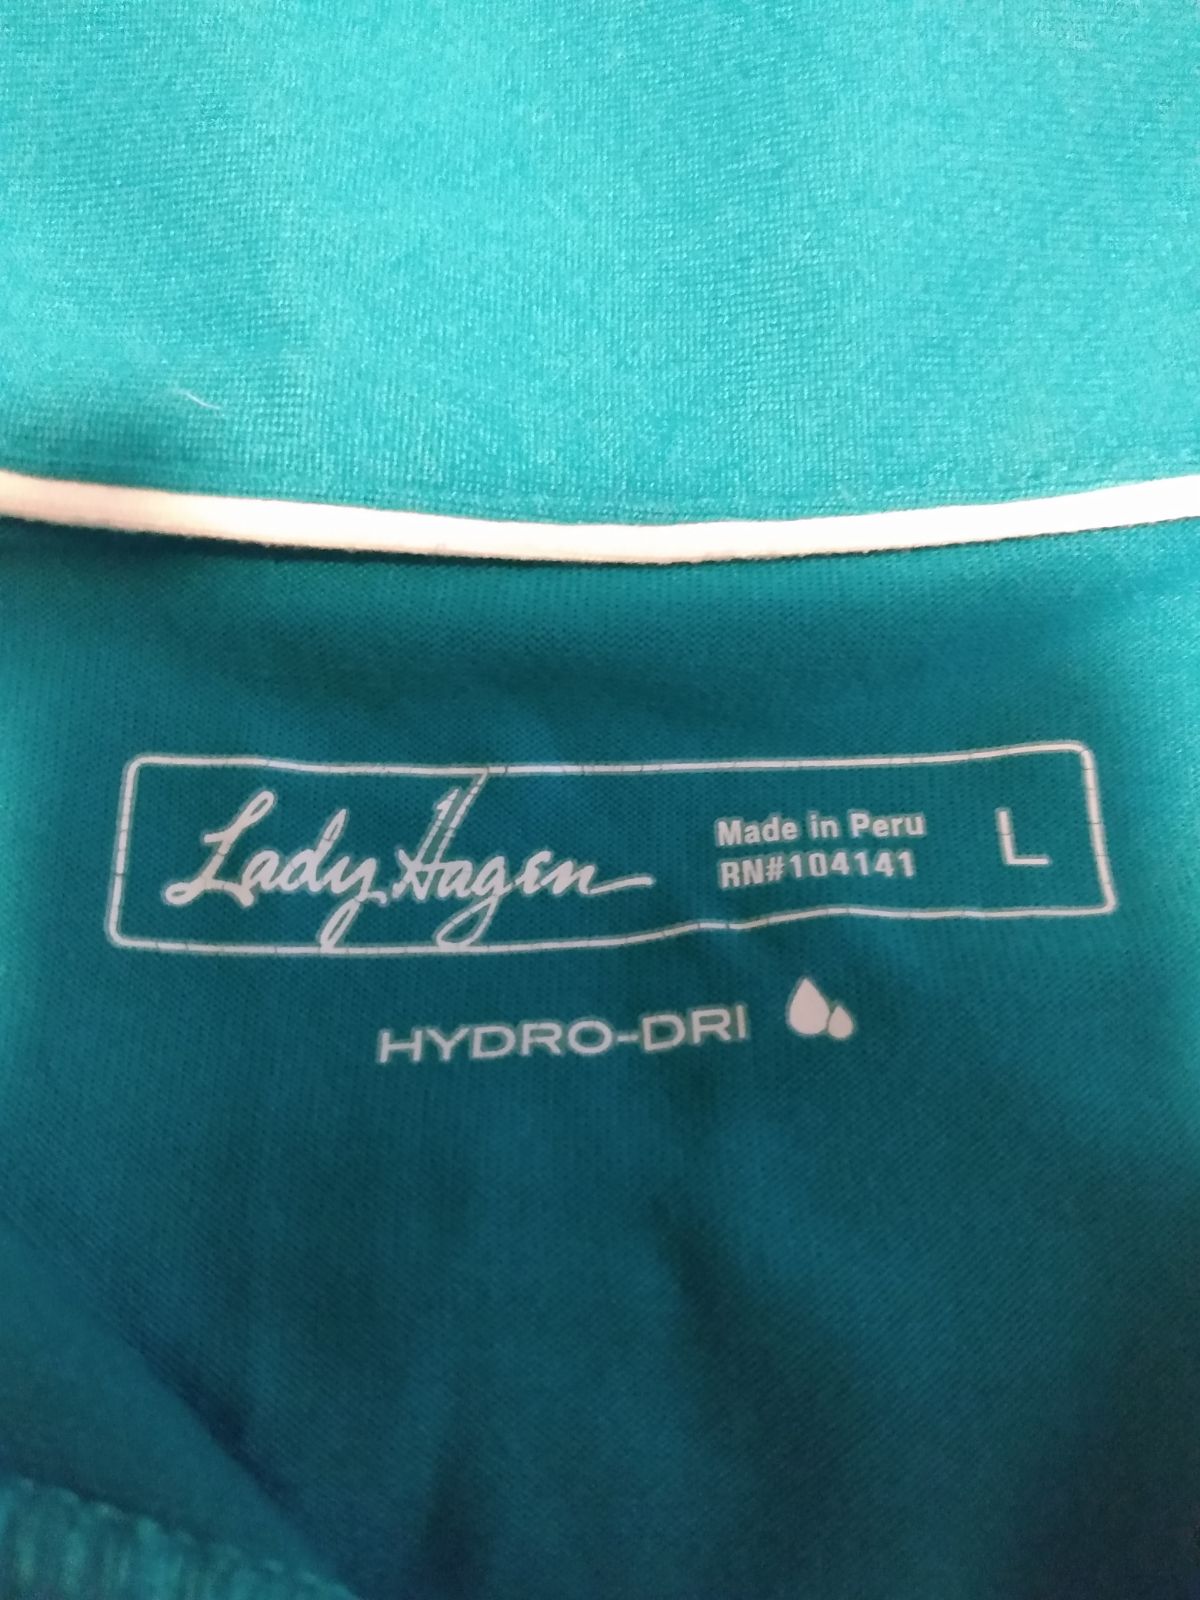 Lady Hagen
Made in Peru
RN#104141
L
HYDRO-DRI